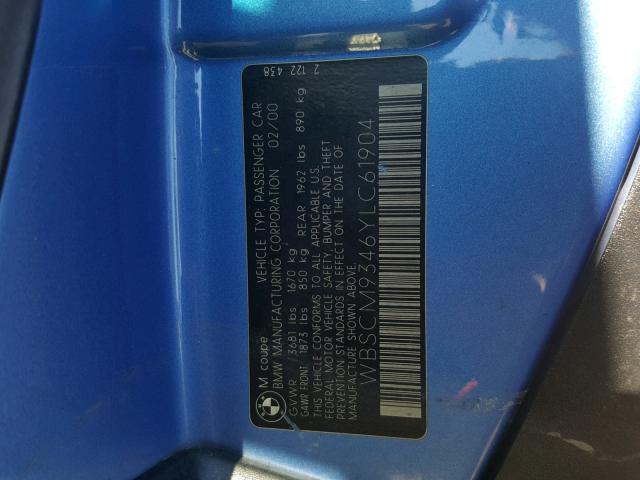 M coupe
VEHICLE TYP: PASSENGER CAR
BMW MANUFACTURING CORPORATION 02/00
GVWR 3681 lbs 1670 kg
GAWR FRONT 1873 lbs 850 kg REAR 1962 lbs 890 kg
THIS VEHICLE CONFORMS TO ALL APPLICABLE U.S.
FEDERAL MOTOR VEHICLE SAFETY, BUMPER AND THEFT
PREVENTION STANDARDS IN EFFECT ON THE DATE OF
MANUFACTURE SHOWN ABOVE.
WBSCM9346YLC61904
2 122 438